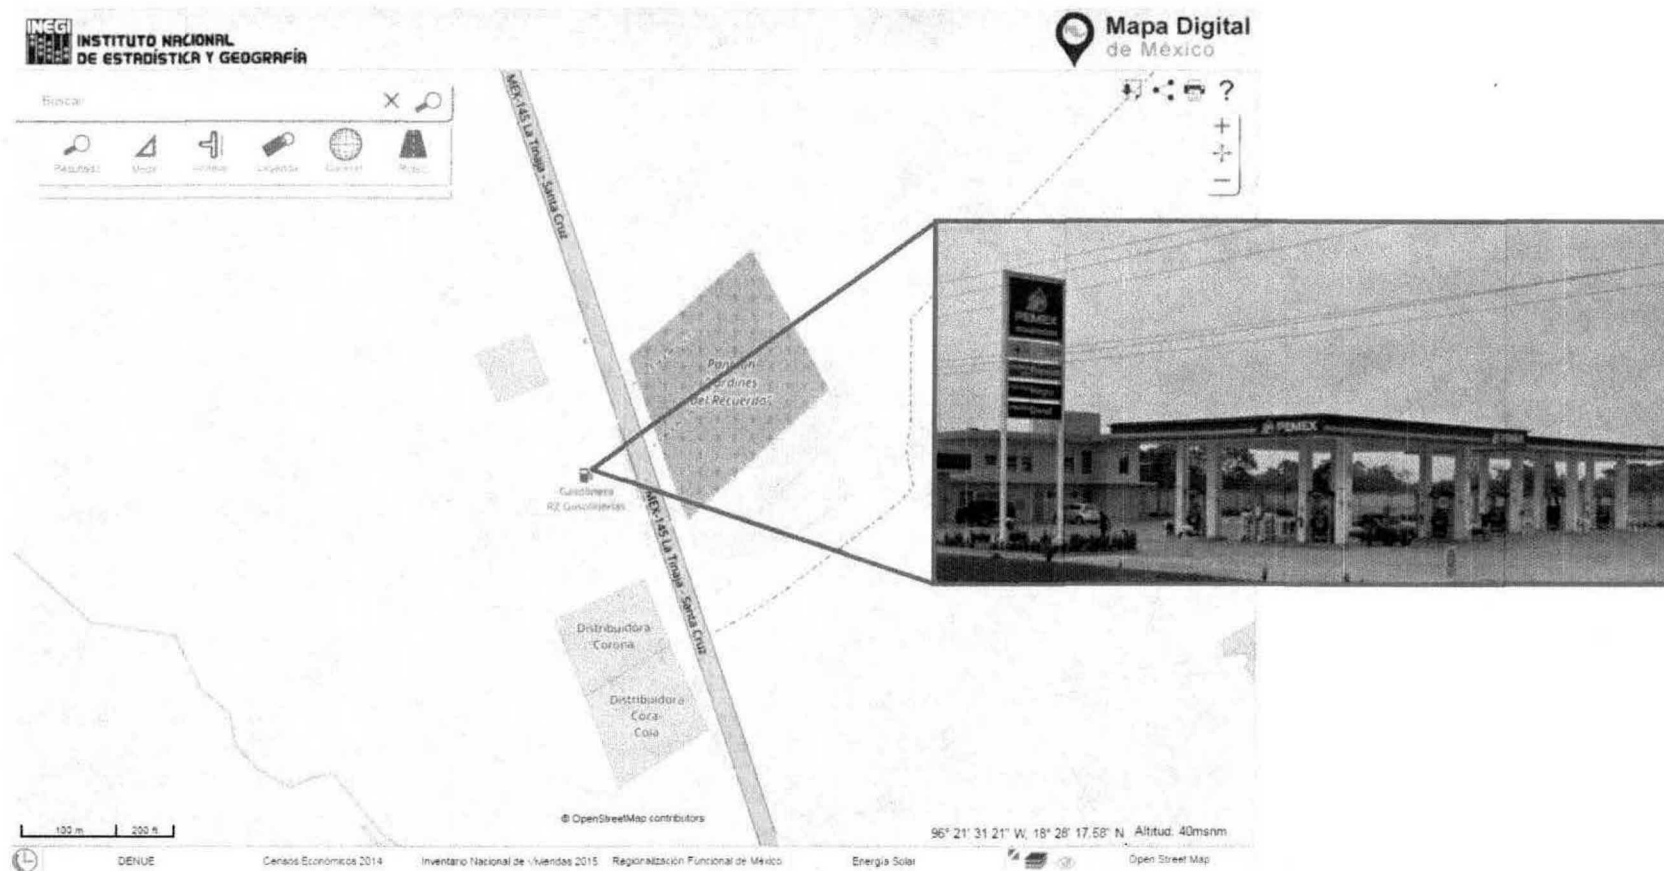 INEGI
INSTITUTO NACIONAL
DE ESTADÍSTICA Y GEOGRAFÍA
Mapa Digital
de México
Buscar
MEX-145 La Tinaja - Santa Cruz
Panteón
Jardines
del Recuerdo
PEMEX
PEMEX
Gasolinera
RZ Gasolinerias
MEX-145 La Tinaja - Santa Cruz
Distribuidora
Corona
Distribuidora
Coca-
Cola
© OpenStreetMap contributors
100 m 200 ft
96° 21' 31.21" W, 18° 28' 17.58" N Altitud: 40msnm
DENUE Censos Económicos 2014 Inventario Nacional de Viviendas 2015 Regionalización Funcional de México Energía Solar Open Street Map